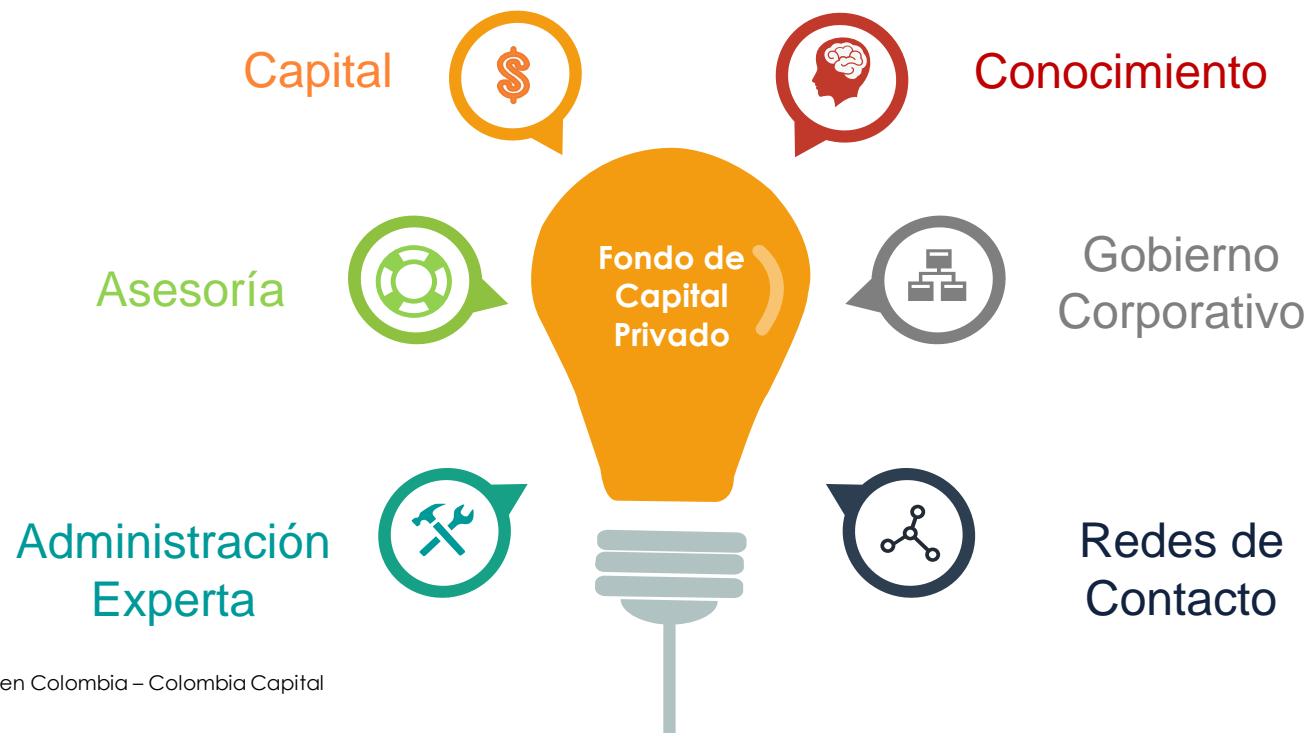 Capital
Conocimiento
Fondo de
Capital
Privado
Asesoría
Gobierno
Corporativo
Administración
Experta
Redes de
Contacto
en Colombia – Colombia Capital